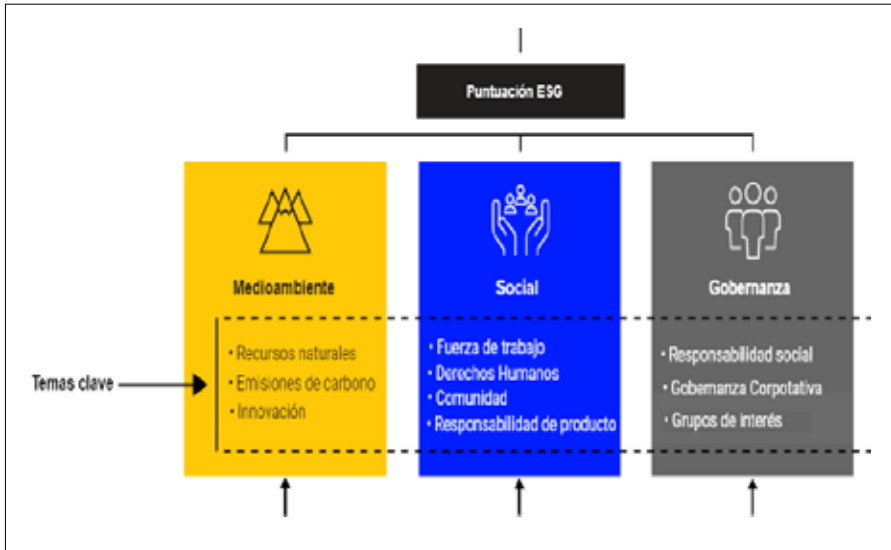 Puntuación ESG
Medioambiente
Social
Gobernanza
Temas clave
• Recursos naturales
• Emisiones de carbono
• Innovación
• Fuerza de trabajo
• Derechos Humanos
• Comunidad
• Responsabilidad de producto
• Responsabilidad social
• Gobernanza Corpotativa
• Grupos de interés